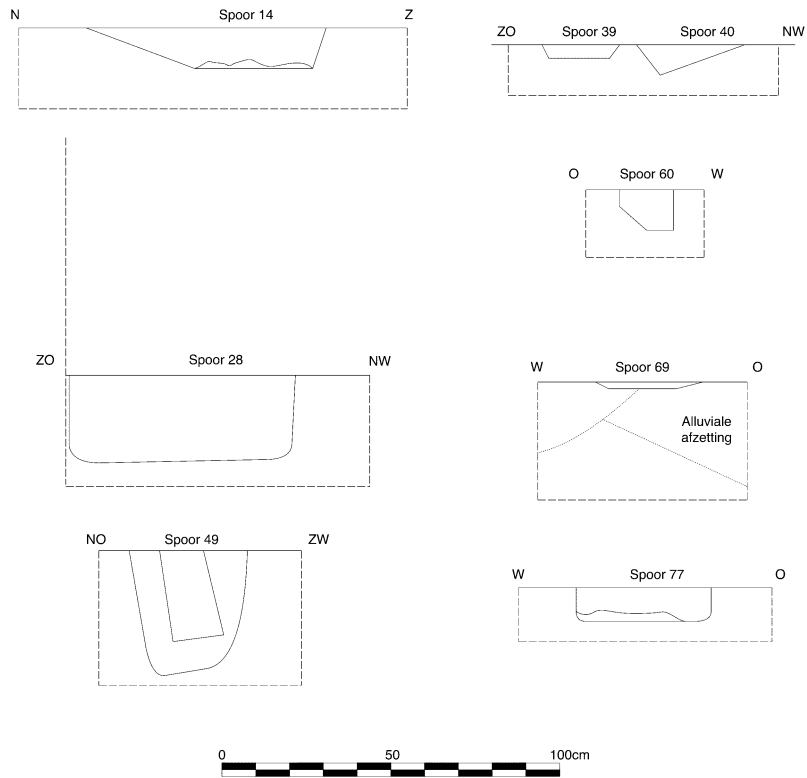 N Spoor 14 Z
ZO Spoor 39 Spoor 40 NW
O Spoor 60 W
ZO Spoor 28 NW
W Spoor 69 O
Alluviale
afzetting
NO Spoor 49 ZW
W Spoor 77 O
0 50 100cm